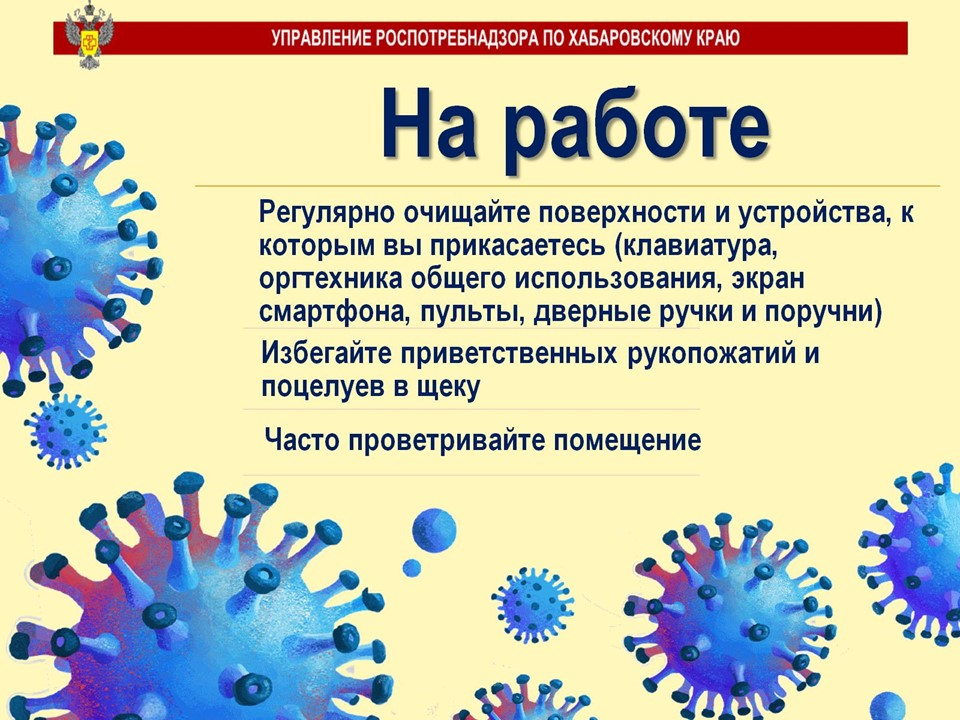 УПРАВЛЕНИЕ РОСПОТРЕБНАДЗОРА ПО ХАБАРОВСКОМУ КРАЮ
На работе
Регулярно очищайте поверхности и устройства, к
которым вы прикасаетесь (клавиатура,
оргтехника общего использования, экран
смартфона, пульты, дверные ручки и поручни)
Избегайте приветственных рукопожатий и
поцелуев в щеку
Часто проветривайте помещение